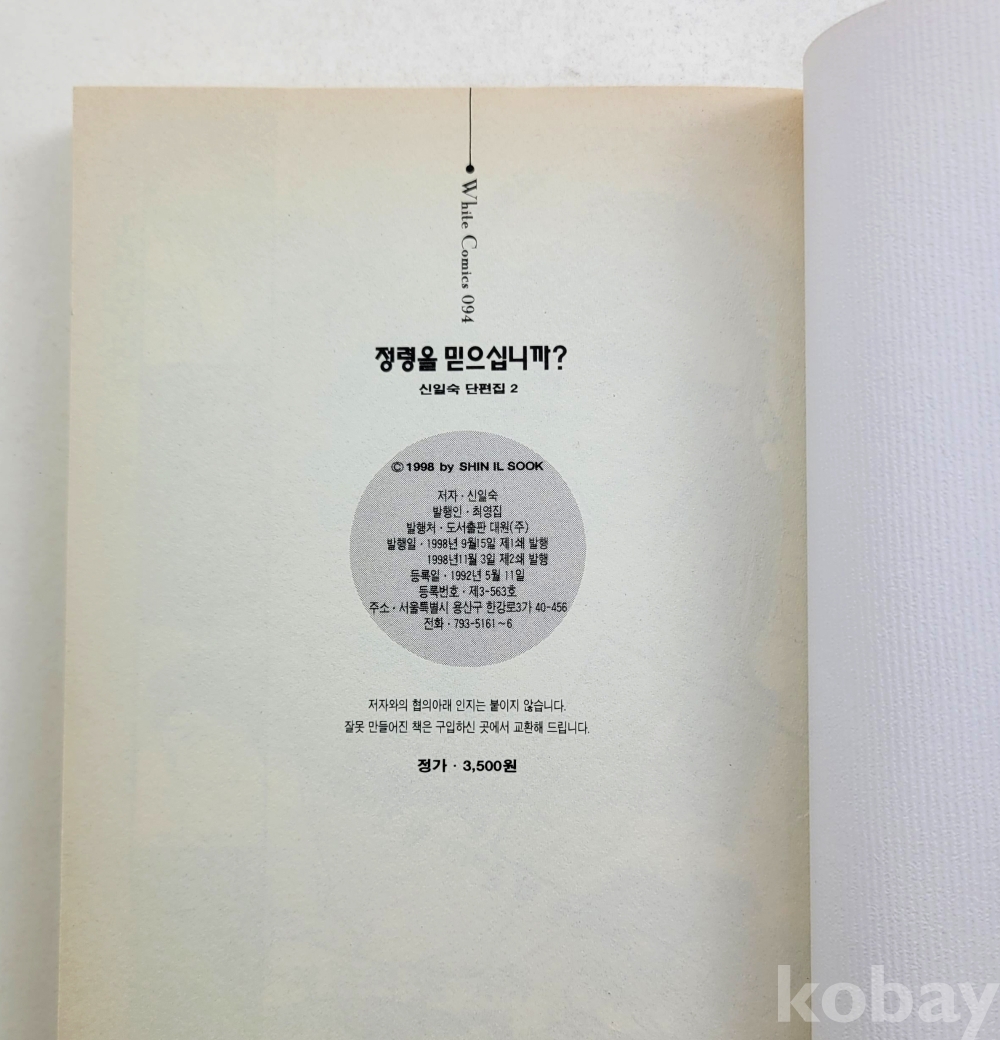 White Comics 094
정령을 믿으십니까?
신일숙 단편집 2
© 1998 by SHIN IL SOOK
저자 · 신일숙
발행인 · 최영집
발행처 · 도서출판 대원(주)
발행일 · 1998년 9월15일 제1쇄 발행
1998년11월 3일 제2쇄 발행
등록일 · 1992년 5월 11일
등록번호 · 제3-563호
주소 · 서울특별시 용산구 한강로3가 40-456
전화 · 793-5161~6
저자와의 협의아래 인지는 붙이지 않습니다.
잘못 만들어진 책은 구입하신 곳에서 교환해 드립니다.
정가 · 3,500원
kobay